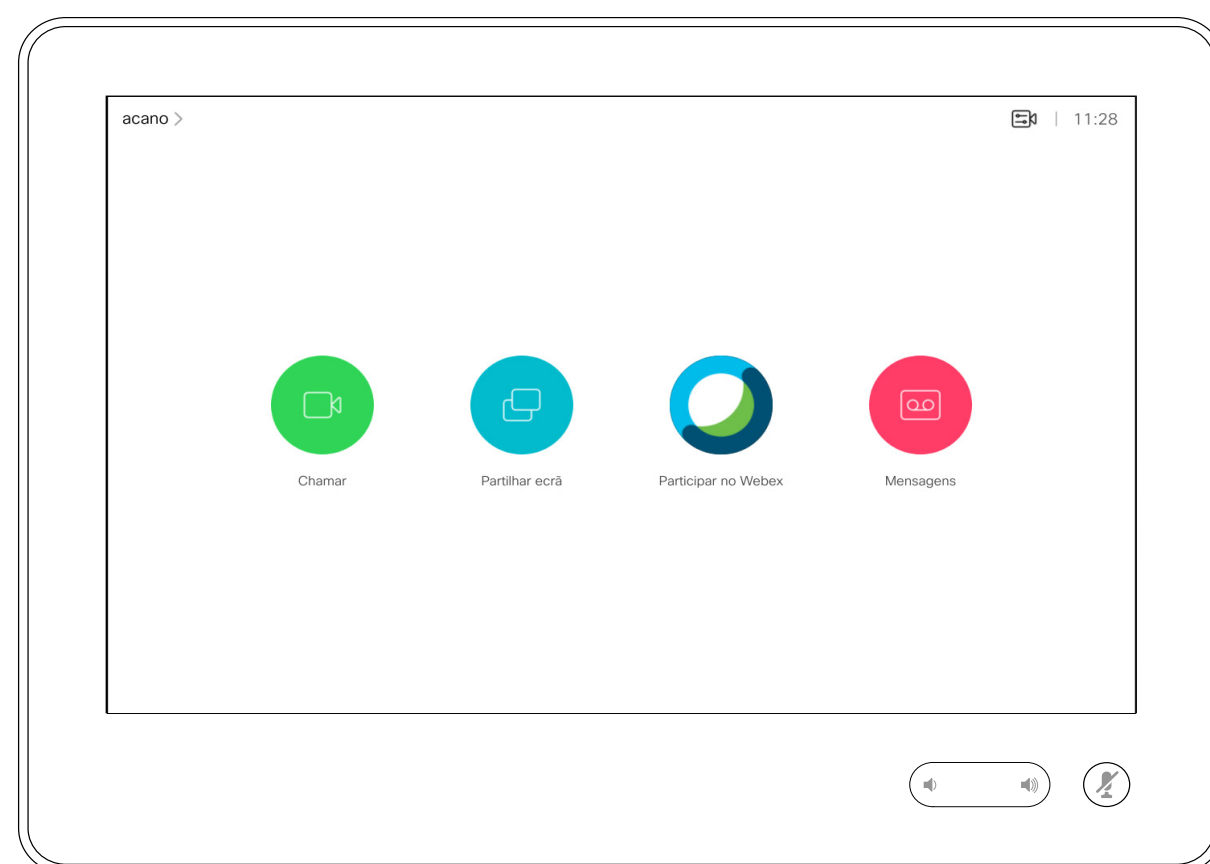 acano
11:28
Chamar
Partilhar ecrã
Participar no Webex
Mensagens